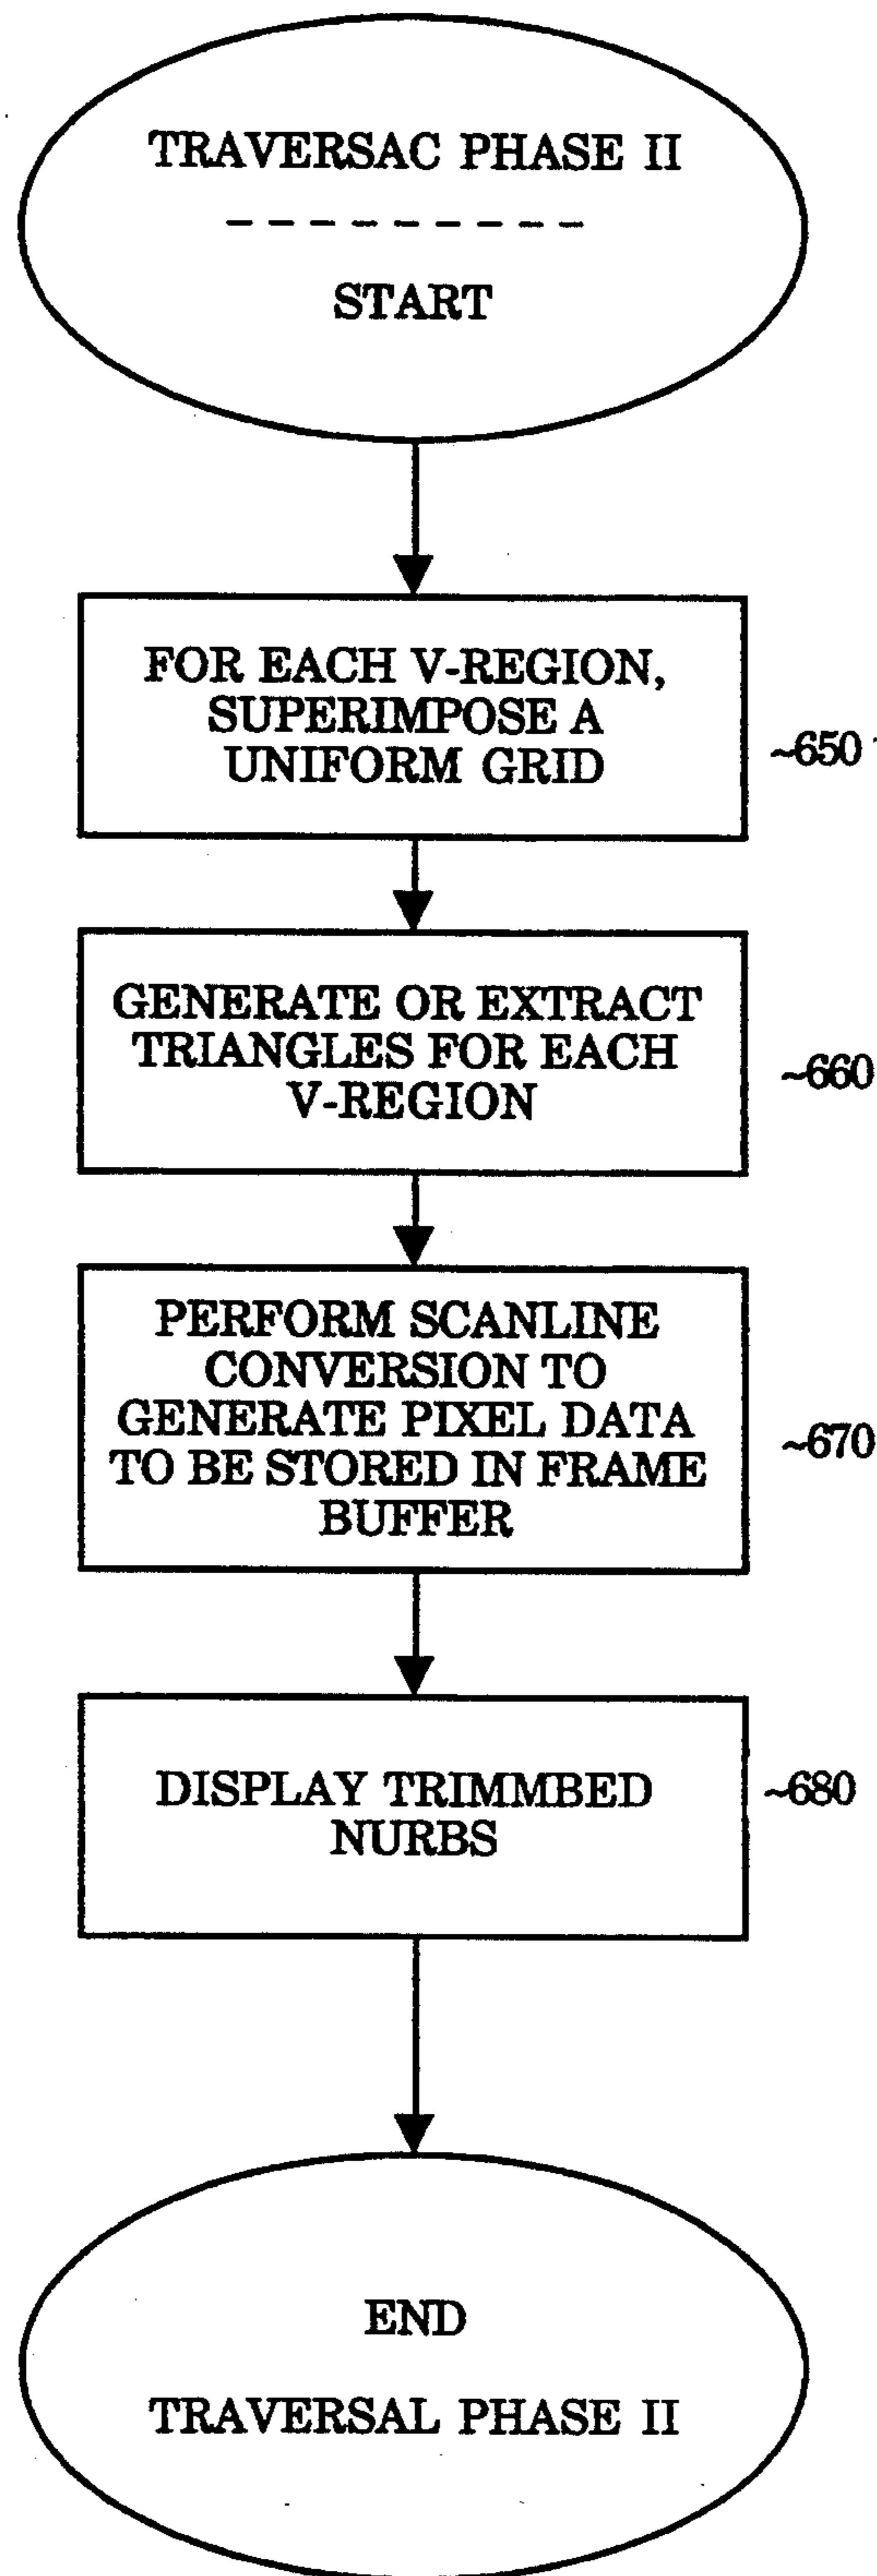 TRAVERSAC PHASE II
----------
START
FOR EACH V-REGION,
SUPERIMPOSE A
UNIFORM GRID
~650
GENERATE OR EXTRACT
TRIANGLES FOR EACH
V-REGION
~660
PERFORM SCANLINE
CONVERSION TO
GENERATE PIXEL DATA
TO BE STORED IN FRAME
BUFFER
~670
DISPLAY TRIMMBED
NURBS
~680
END
TRAVERSAL PHASE II